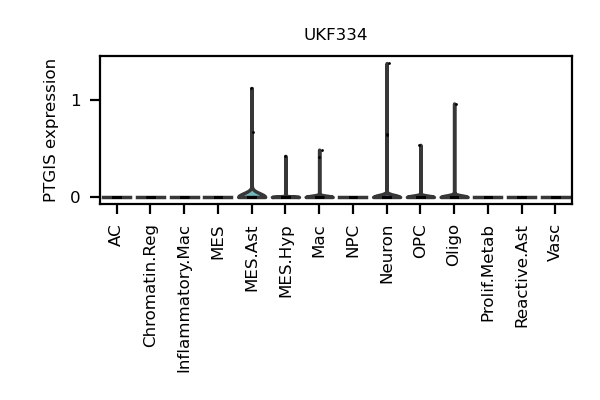 UKF334
PTGIS expression
1
0
AC
Chromatin.Reg
Inflammatory.Mac
MES
MES.Ast
MES.Hyp
Mac
NPC
Neuron
OPC
Oligo
Prolif.Metab
Reactive.Ast
Vasc